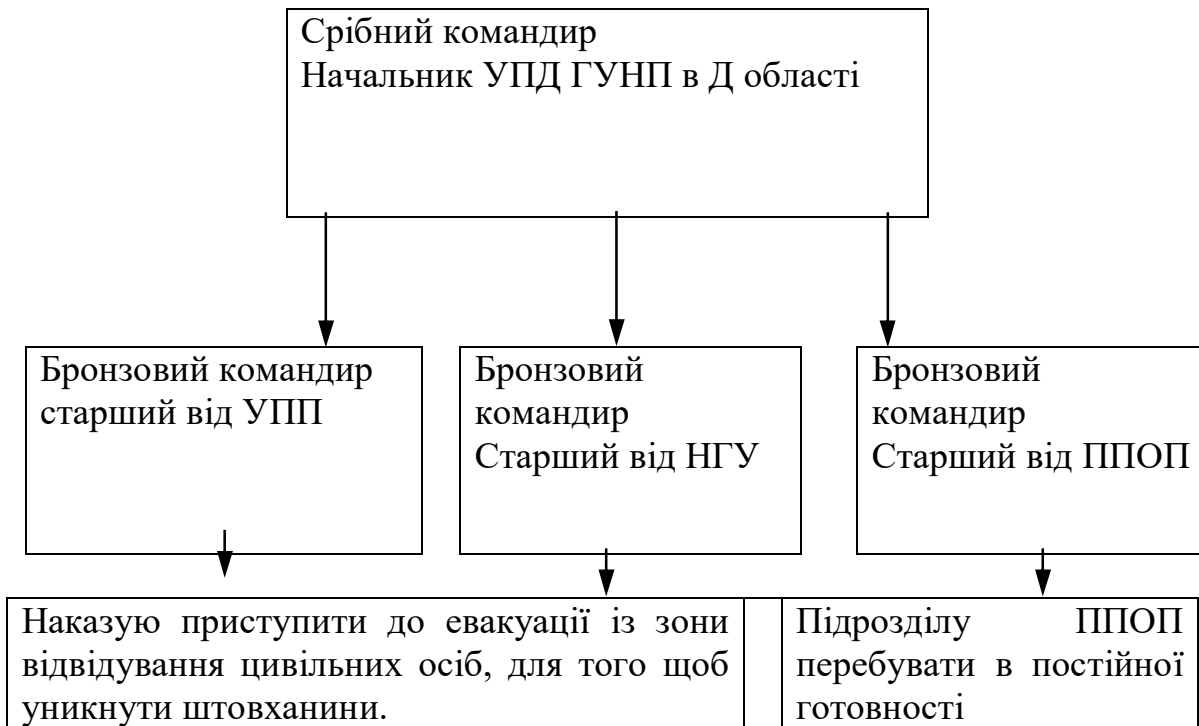 Срібний командир
Начальник УПД ГУНП в Д області
Бронзовий командир
старший від УПП
Бронзовий
командир
Старший від НГУ
Бронзовий
командир
Старший від ППОП
Наказую приступити до евакуації із зони
відвідування цивільних осіб, для того щоб
уникнути штовханини.
Підрозділу ППОП
перебувати в постійної
готовності